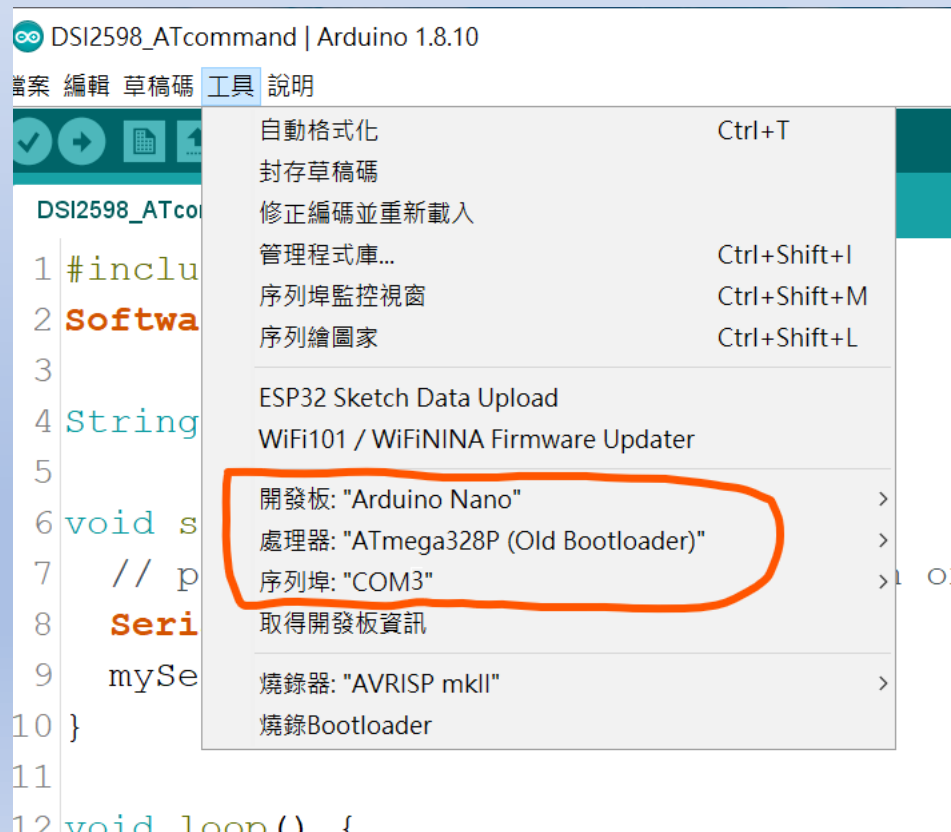 DSI2598_ATcommand | Arduino 1.8.10
檔案 編輯 草稿碼 工具 說明
自動格式化 Ctrl+T
封存草稿碼
DSI2598_ATco
修正編碼並重新載入
1 #inclu
管理程式庫... Ctrl+Shift+I
2 Softwa
序列埠監控視窗 Ctrl+Shift+M
序列繪圖家 Ctrl+Shift+L
3
ESP32 Sketch Data Upload
4 String
WiFi101 / WiFiNINA Firmware Updater
5
開發板: "Arduino Nano"
6 void s
處理器: "ATmega328P (Old Bootloader)"
7 // p
序列埠: "COM3"
8 Seri
取得開發板資訊
9 mySe
燒錄器: "AVRISP mkII"
10 }
燒錄Bootloader
11
12 void loop() {